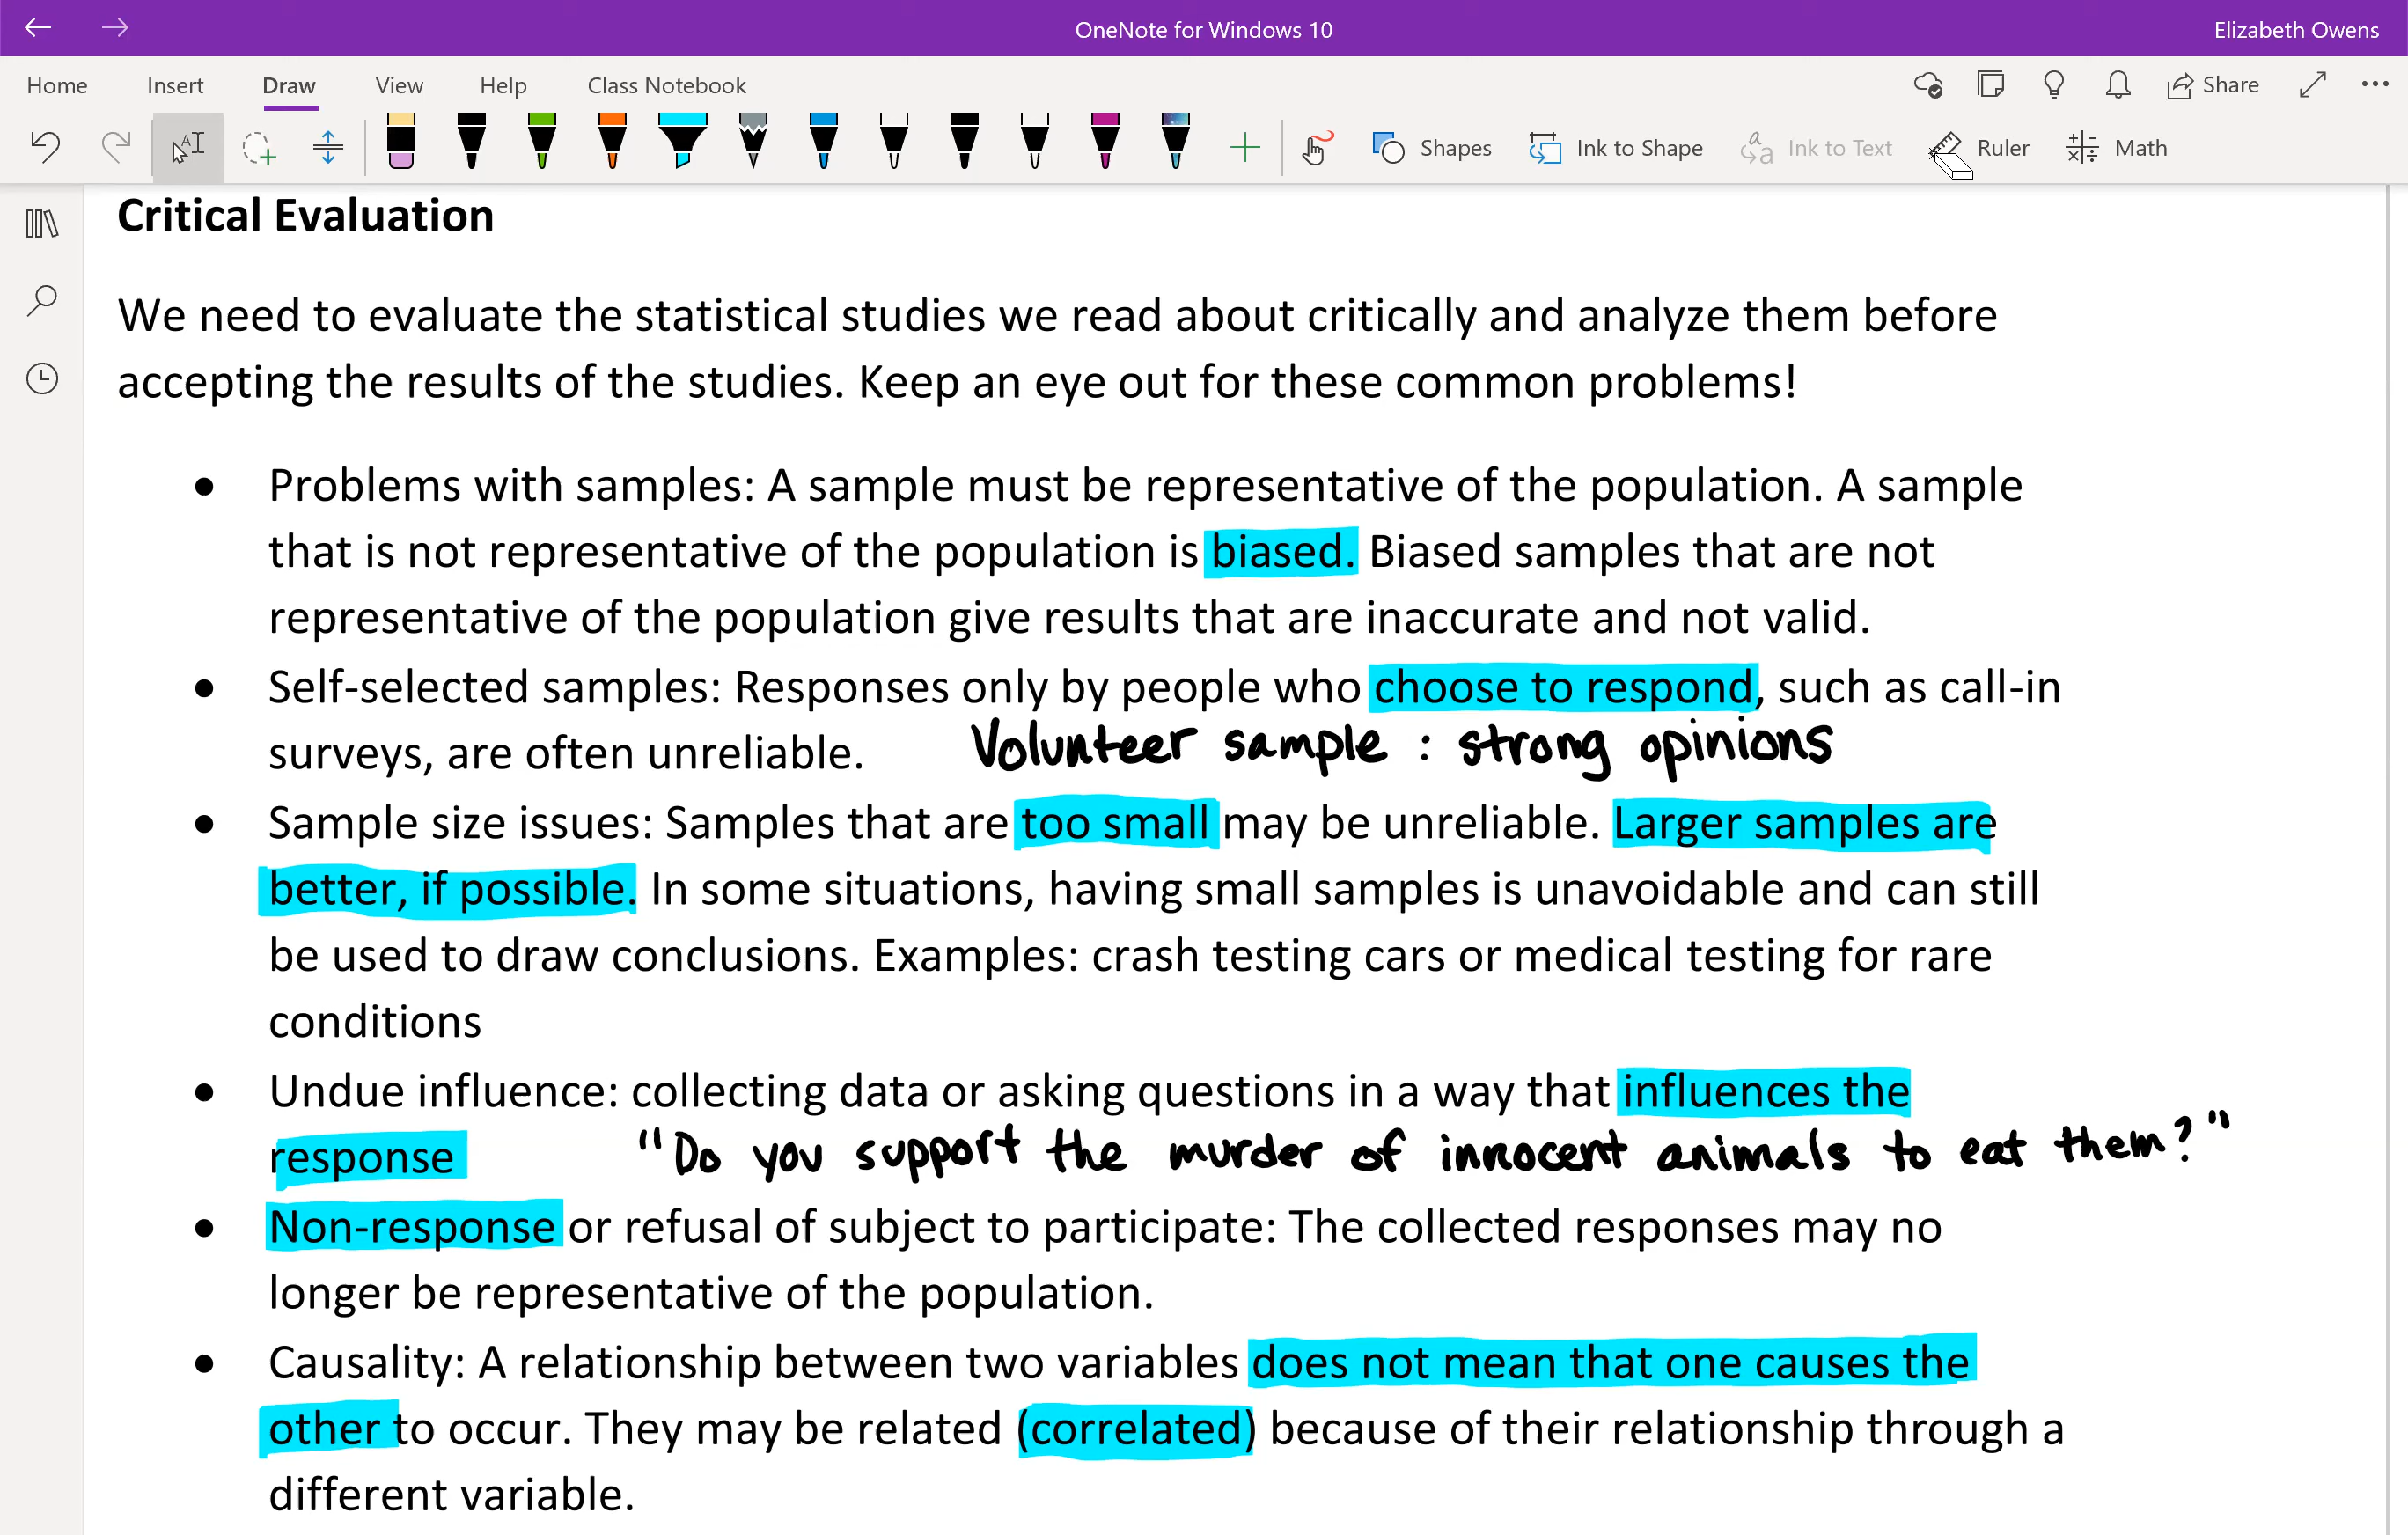 OneNote for Windows 10
Elizabeth Owens
Home Insert Draw View Help Class Notebook Share
Shapes Ink to Shape Ink to Text Ruler Math
Critical Evaluation
We need to evaluate the statistical studies we read about critically and analyze them before
accepting the results of the studies. Keep an eye out for these common problems!
• Problems with samples: A sample must be representative of the population. A sample
that is not representative of the population is biased. Biased samples that are not
representative of the population give results that are inaccurate and not valid.
• Self-selected samples: Responses only by people who choose to respond, such as call-in
surveys, are often unreliable. Volunteer sample : strong opinions
• Sample size issues: Samples that are too small may be unreliable. Larger samples are
better, if possible. In some situations, having small samples is unavoidable and can still
be used to draw conclusions. Examples: crash testing cars or medical testing for rare
conditions
• Undue influence: collecting data or asking questions in a way that influences the
response "Do you support the murder of innocent animals to eat them?"
• Non-response or refusal of subject to participate: The collected responses may no
longer be representative of the population.
• Causality: A relationship between two variables does not mean that one causes the
other to occur. They may be related (correlated) because of their relationship through a
different variable.